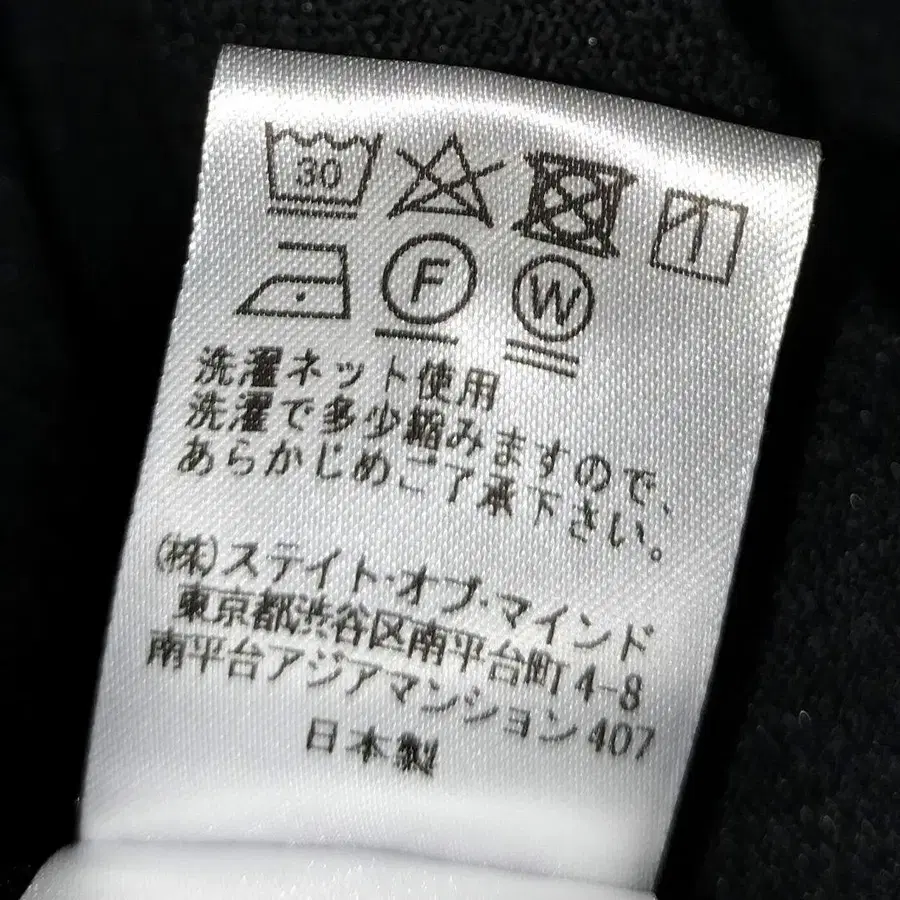 30
F W
洗濯ネット使用
洗濯で多少縮みますので、
あらかじめご了承下さい。
(株)ステイト・オブ・マインド
東京都渋谷区南平台町4-8
南平台アジアマンション407
日本製